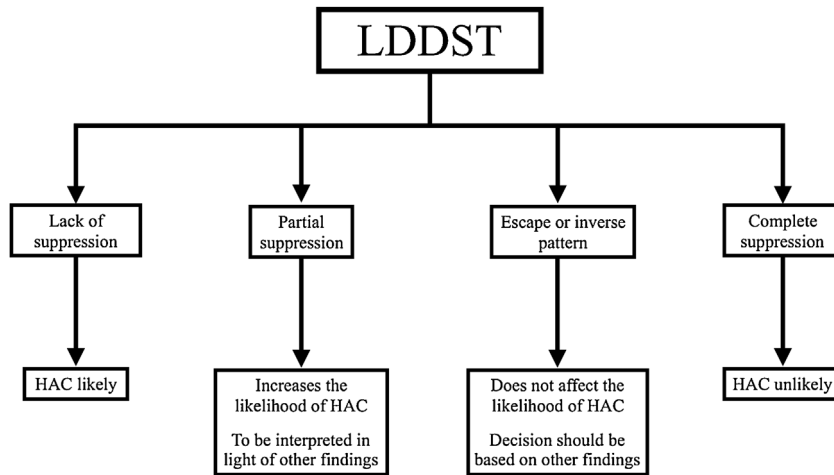 LDDST
Lack of
suppression
Partial
suppression
Escape or inverse
pattern
Complete
suppression
HAC likely
Increases the
likelihood of HAC
To be interpreted in
light of other findings
Does not affect the
likelihood of HAC
Decision should be
based on other findings
HAC unlikely